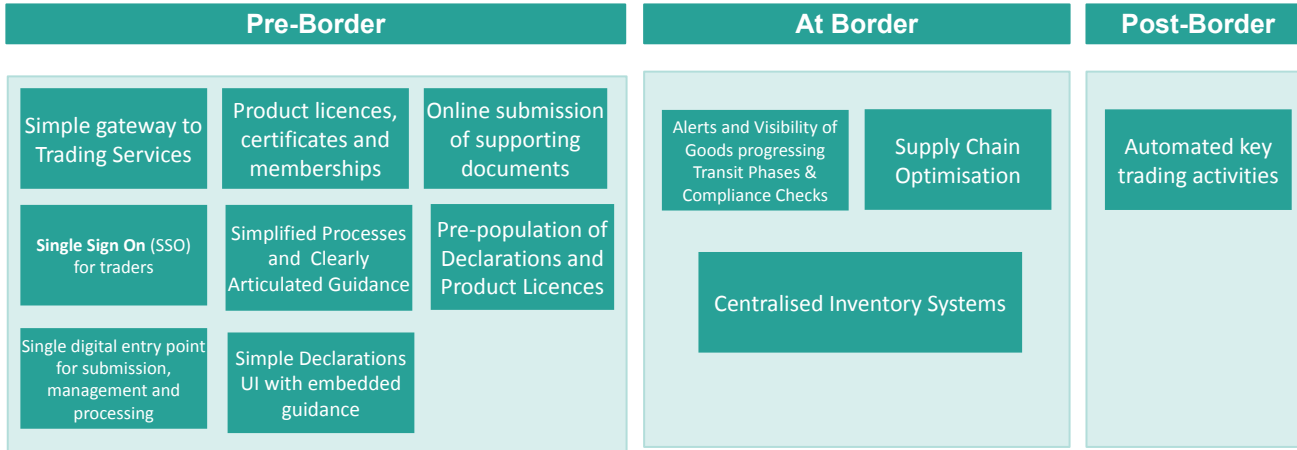 Pre-Border
At Border
Post-Border
Simple gateway to
Trading Services
Product licences,
certificates and
memberships
Online submission
of supporting
documents
Single Sign On (SSO)
for traders
Simplified Processes
and Clearly
Articulated Guidance
Pre-population of
Declarations and
Product Licences
Single digital entry point
for submission,
management and
processing
Simple Declarations
UI with embedded
guidance
Alerts and Visibility of
Goods progressing
Transit Phases &
Compliance Checks
Supply Chain
Optimisation
Centralised Inventory Systems
Automated key
trading activities